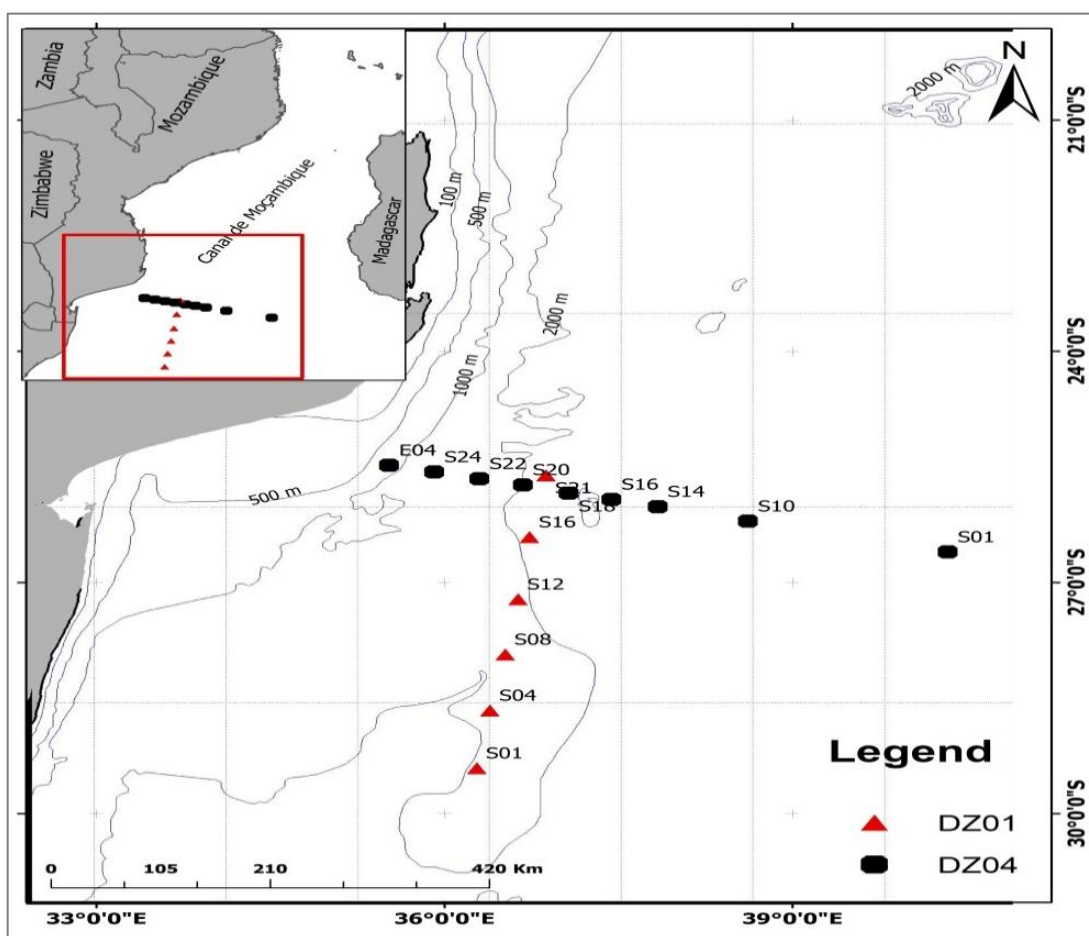 Zambia
Mozambique
Zimbabwe
Canal de Moçambique
Madagascar
N
2000 m
100 m
500 m
2000 m
1000 m
500 m
21°0'0"S
24°0'0"S
27°0'0"S
30°0'0"S
E04
S24
S22
S20
S21
S18
S16
S14
S10
S01
S16
S12
S08
S04
S01
Legend
DZ01
DZ04
0 105 210 420 Km
33°0'0"E 36°0'0"E 39°0'0"E